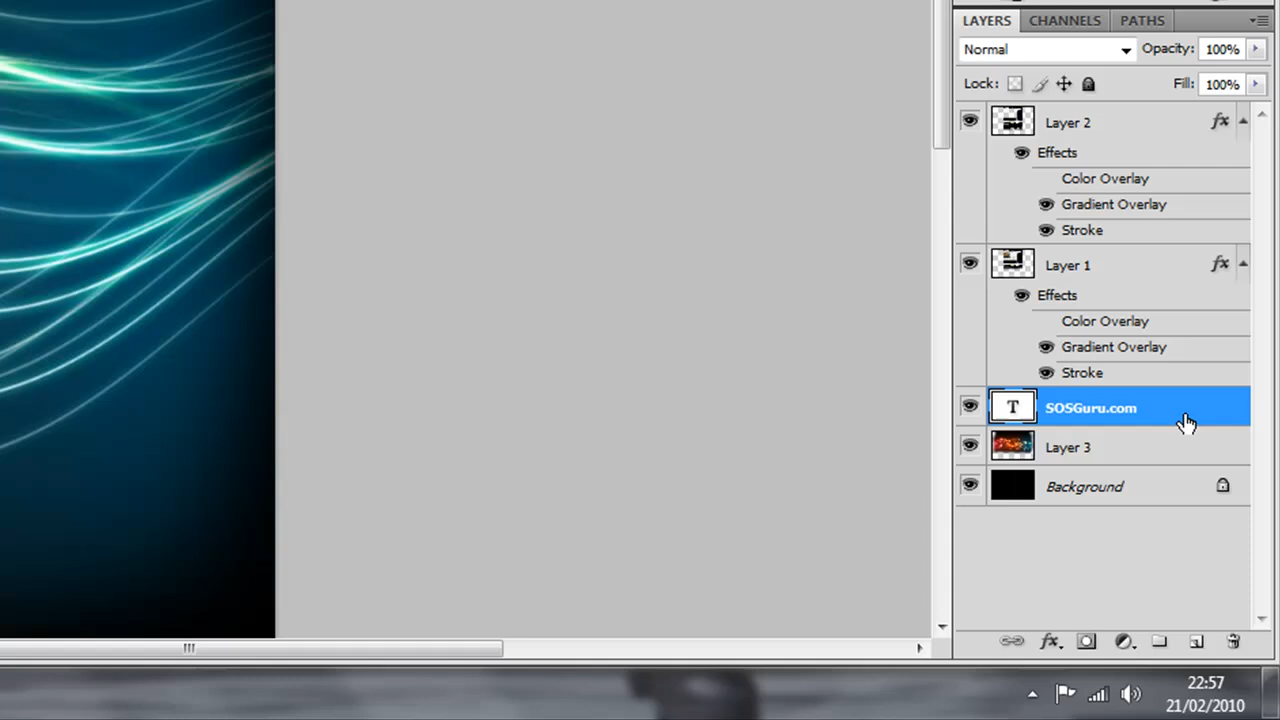 LAYERS CHANNELS PATHS
Normal Opacity: 100%
Lock: Fill: 100%
Layer 2 fx
Effects
Color Overlay
Gradient Overlay
Stroke
Layer 1 fx
Effects
Color Overlay
Gradient Overlay
Stroke
T SOSGuru.com
Layer 3
Background
fx
22:57
21/02/2010